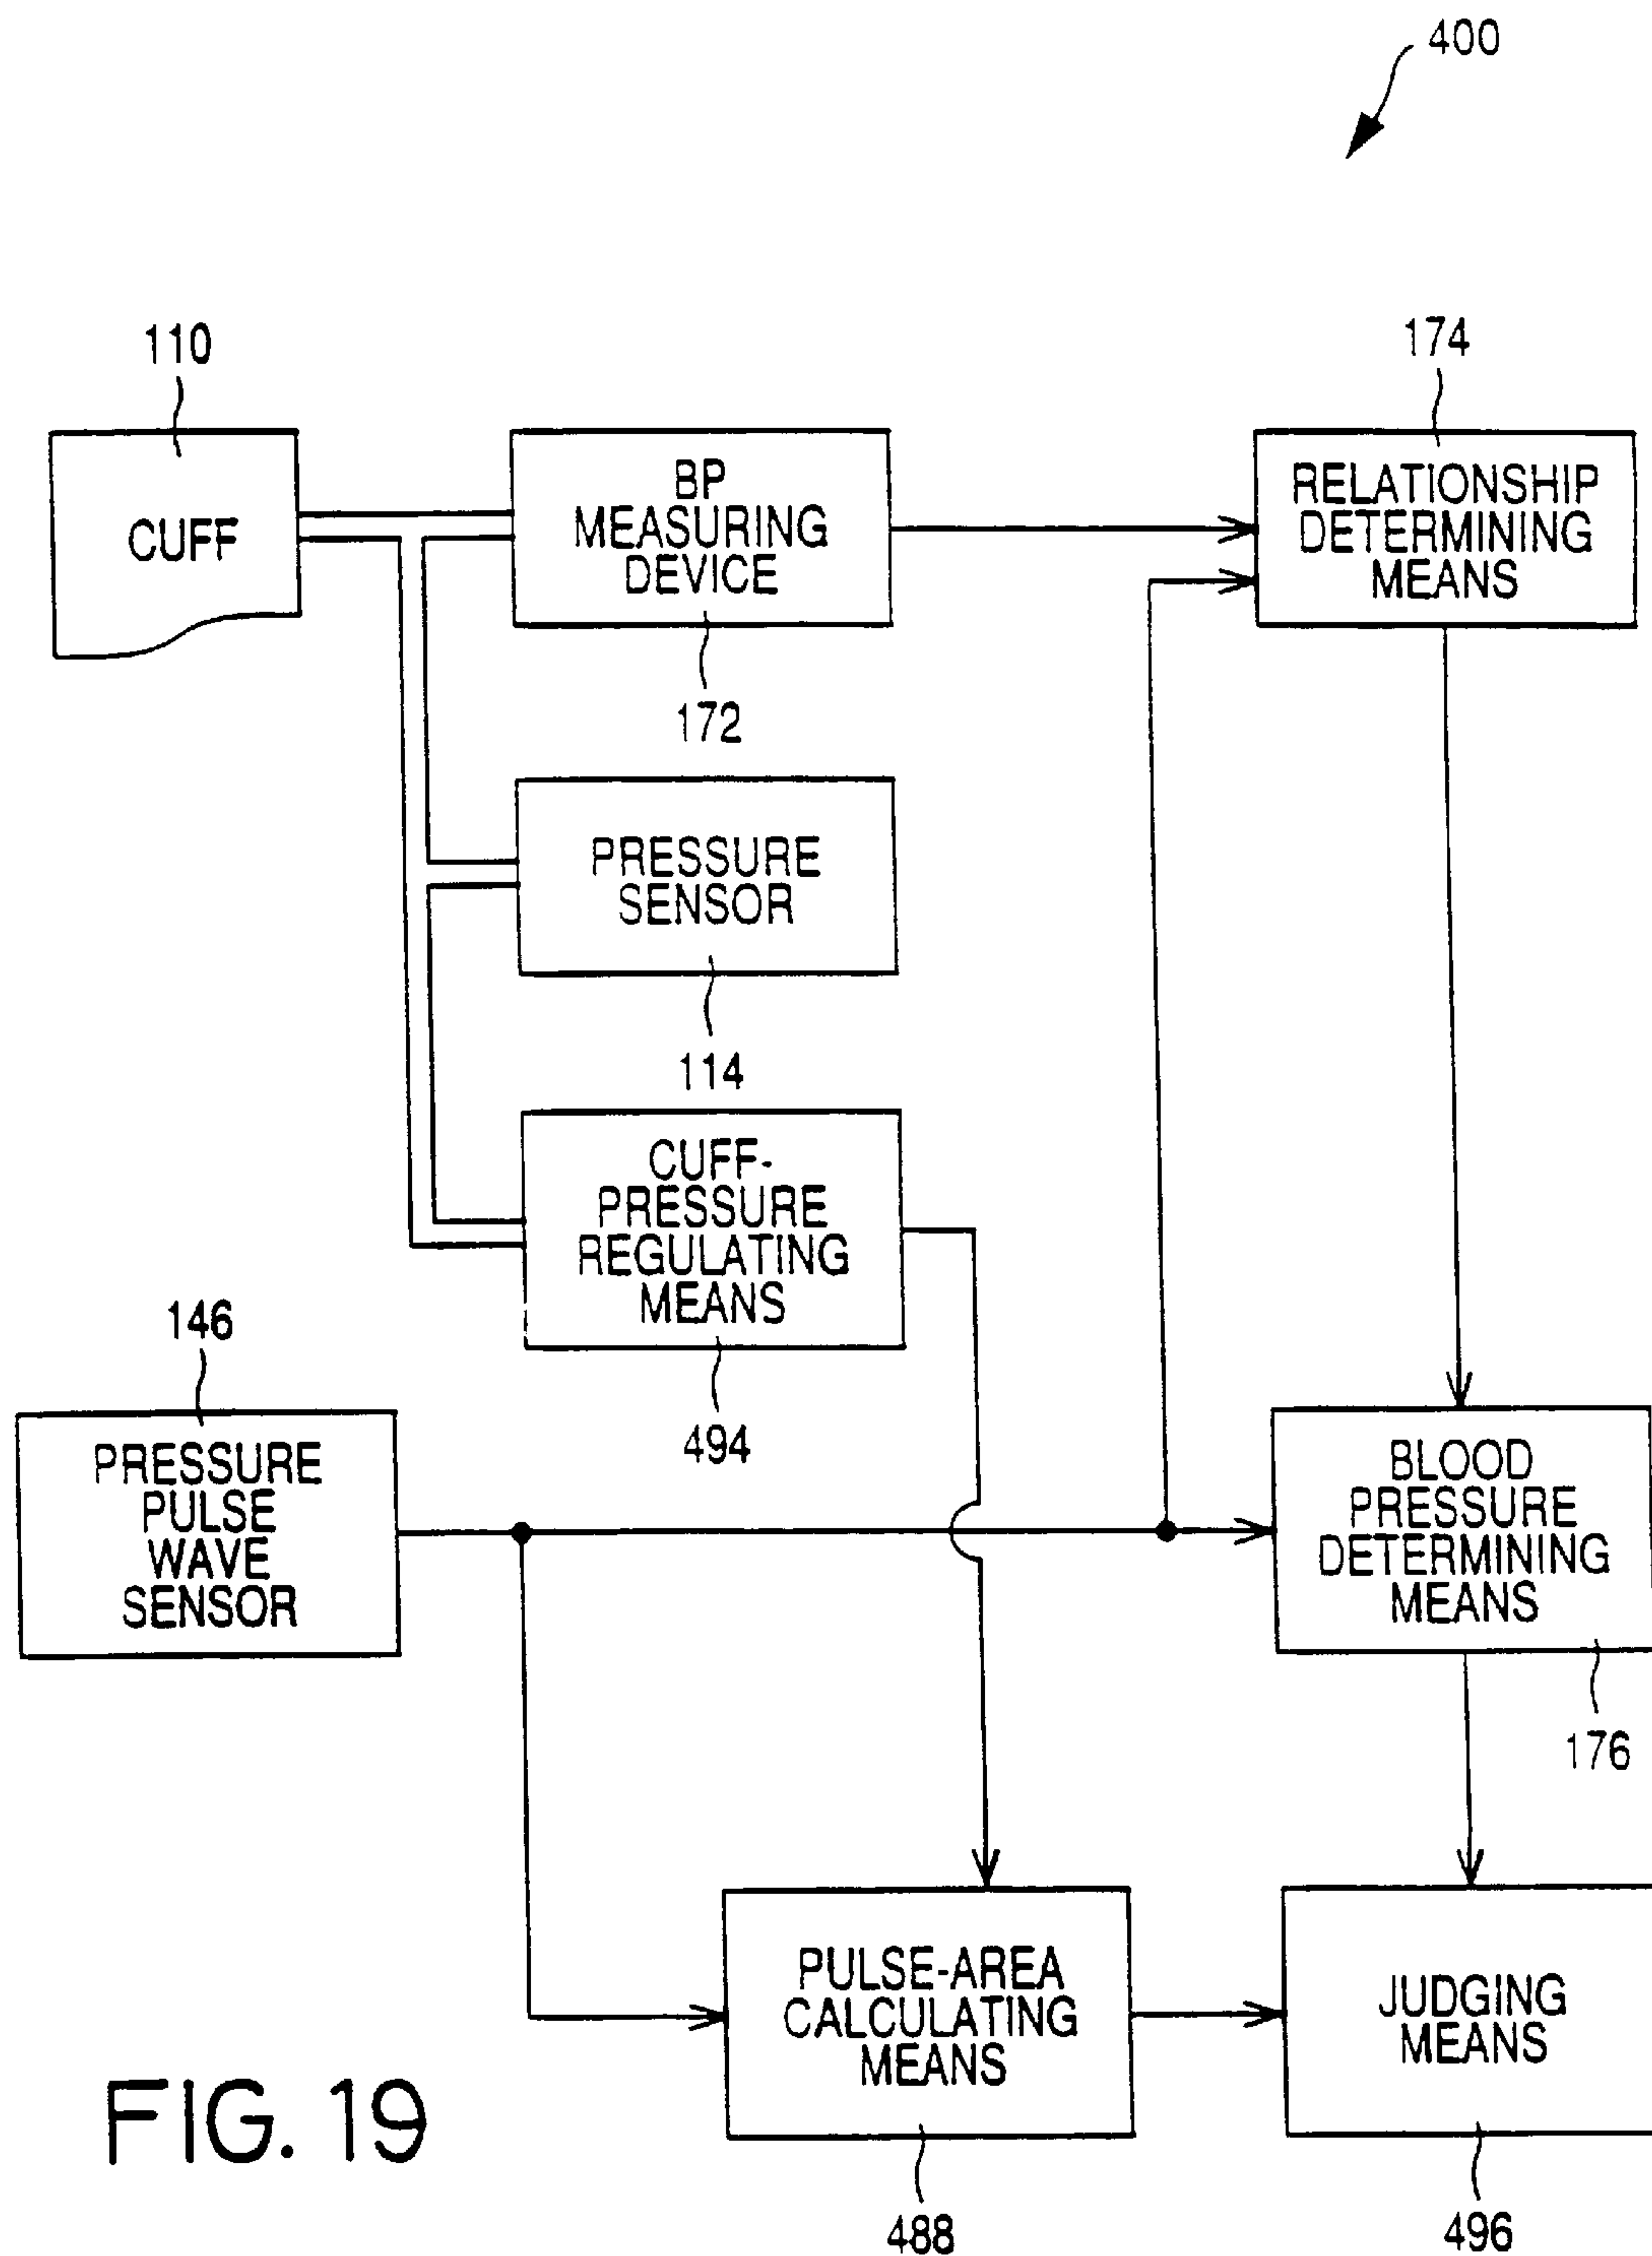 400
110
CUFF
BP
MEASURING
DEVICE
172
174
RELATIONSHIP
DETERMINING
MEANS
PRESSURE
SENSOR
114
CUFF-
PRESSURE
REGULATING
MEANS
494
146
PRESSURE
PULSE
WAVE
SENSOR
BLOOD
PRESSURE
DETERMINING
MEANS
176
PULSE-AREA
CALCULATING
MEANS
488
JUDGING
MEANS
496
FIG. 19